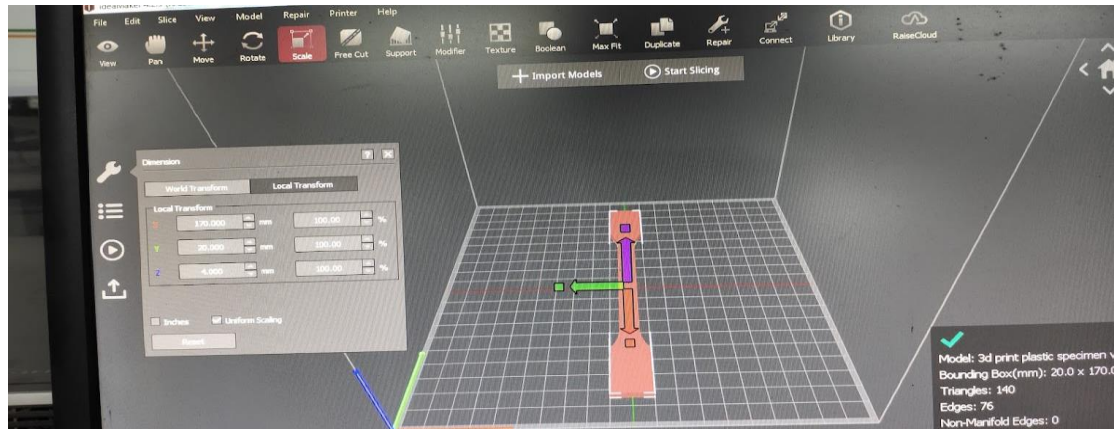 File Edit Slice View Model Repair Printer Help
View Pan Move Rotate Scale Free Cut Support Modifier Texture Boolean Max Fit Duplicate Repair Connect Library RaiseCloud
Import Models Start Slicing
Dimension
World Transform Local Transform
Local Transform
170.000 mm 100.00 %
Y 20.000 mm 100.00 %
Z 4.000 mm 100.00 %
Inches Uniform Scaling
Reset
Model: 3d print plastic specimen
Bounding Box(mm): 20.0 x 170.0
Triangles: 140
Edges: 76
Non-Manifold Edges: 0